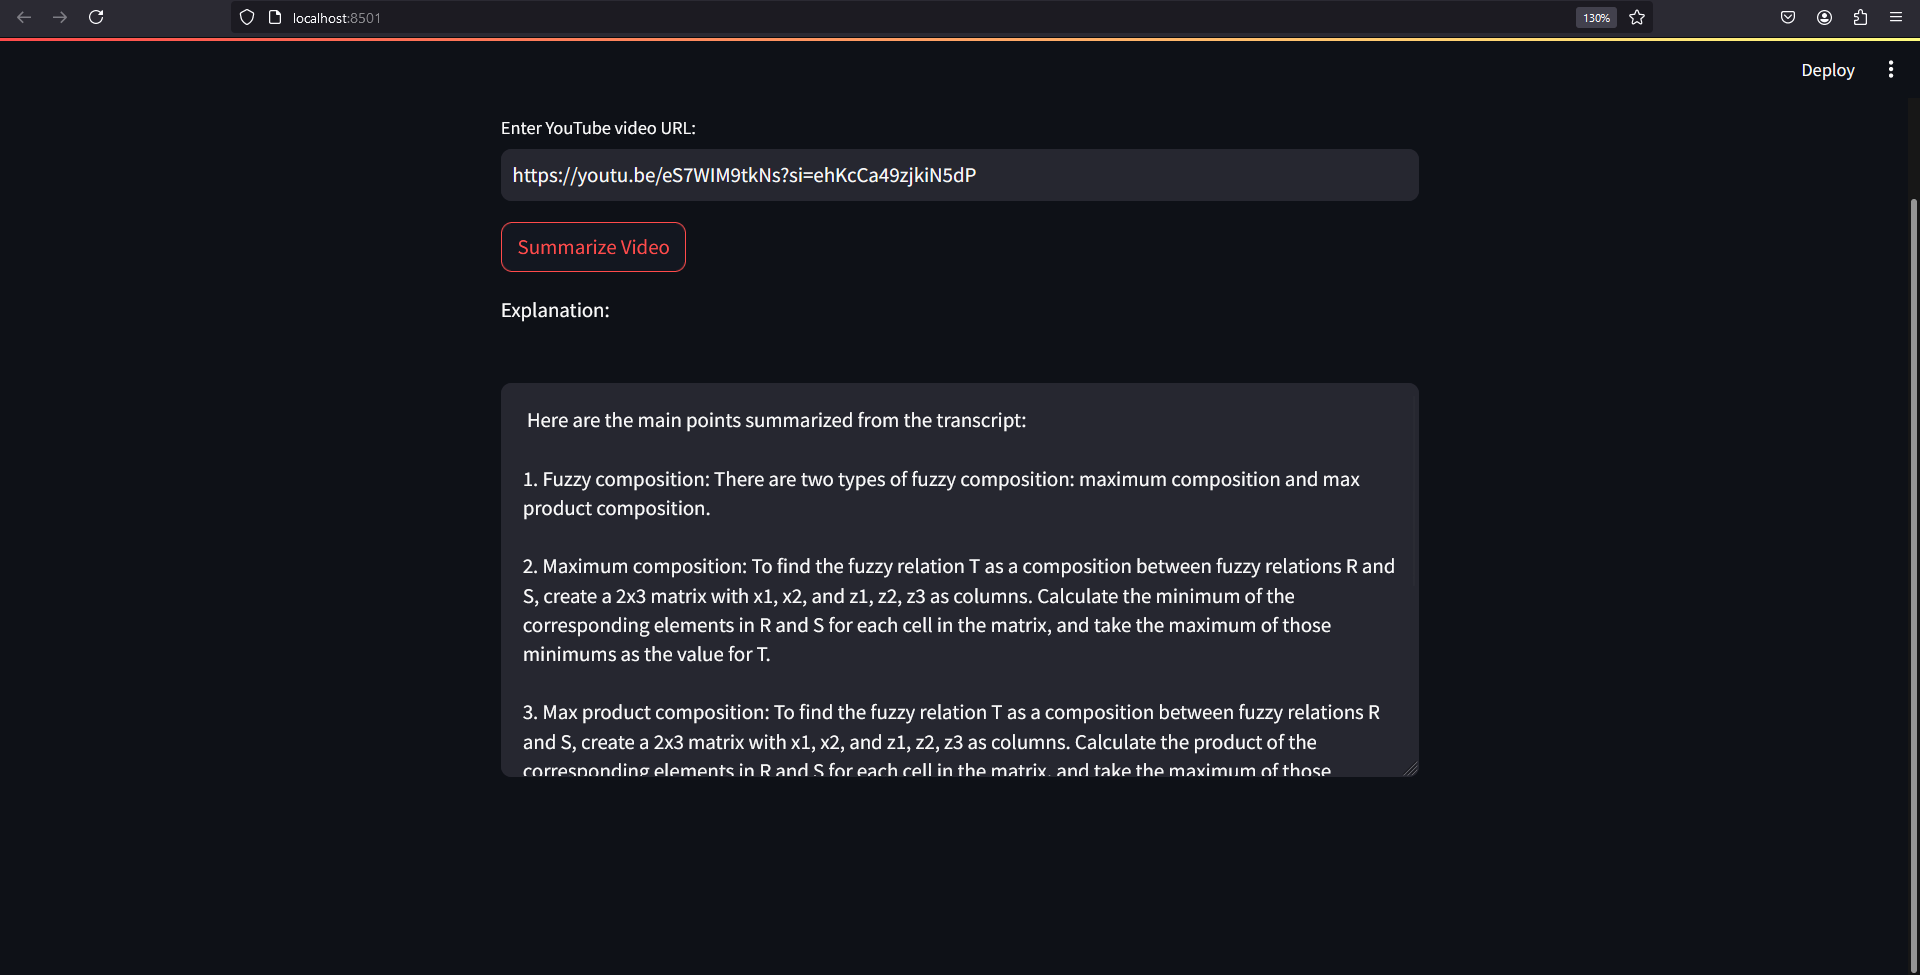 localhost:8501
130%
Deploy
Enter YouTube video URL:
https://youtu.be/eS7WIM9tkNs?si=ehKcCa49zjkiN5dP
Summarize Video
Explanation:
Here are the main points summarized from the transcript:
1. Fuzzy composition: There are two types of fuzzy composition: maximum composition and max
product composition.
2. Maximum composition: To find the fuzzy relation T as a composition between fuzzy relations R and
S, create a 2x3 matrix with x1, x2, and z1, z2, z3 as columns. Calculate the minimum of the
corresponding elements in R and S for each cell in the matrix, and take the maximum of those
minimums as the value for T.
3. Max product composition: To find the fuzzy relation T as a composition between fuzzy relations R
and S, create a 2x3 matrix with x1, x2, and z1, z2, z3 as columns. Calculate the product of the
corresponding elements in R and S for each cell in the matrix, and take the maximum of those